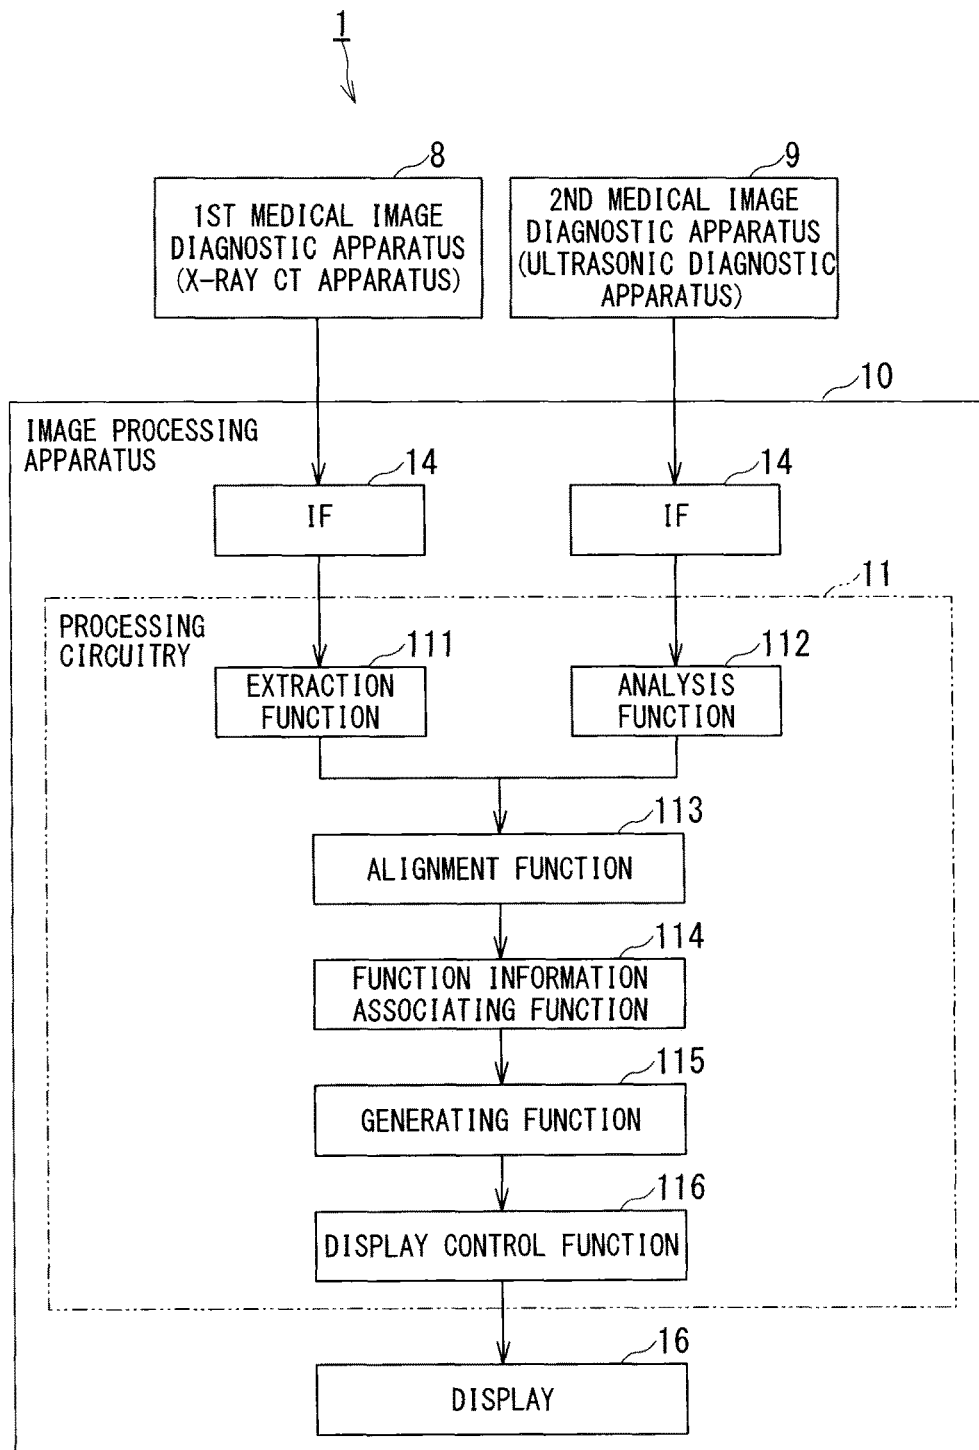 1
8
9
1ST MEDICAL IMAGE
DIAGNOSTIC APPARATUS
(X-RAY CT APPARATUS)
2ND MEDICAL IMAGE
DIAGNOSTIC APPARATUS
(ULTRASONIC DIAGNOSTIC
APPARATUS)
10
IMAGE PROCESSING
APPARATUS
14
14
IF
IF
11
PROCESSING
CIRCUITRY
111
112
EXTRACTION
FUNCTION
ANALYSIS
FUNCTION
113
ALIGNMENT FUNCTION
114
FUNCTION INFORMATION
ASSOCIATING FUNCTION
115
GENERATING FUNCTION
116
DISPLAY CONTROL FUNCTION
16
DISPLAY